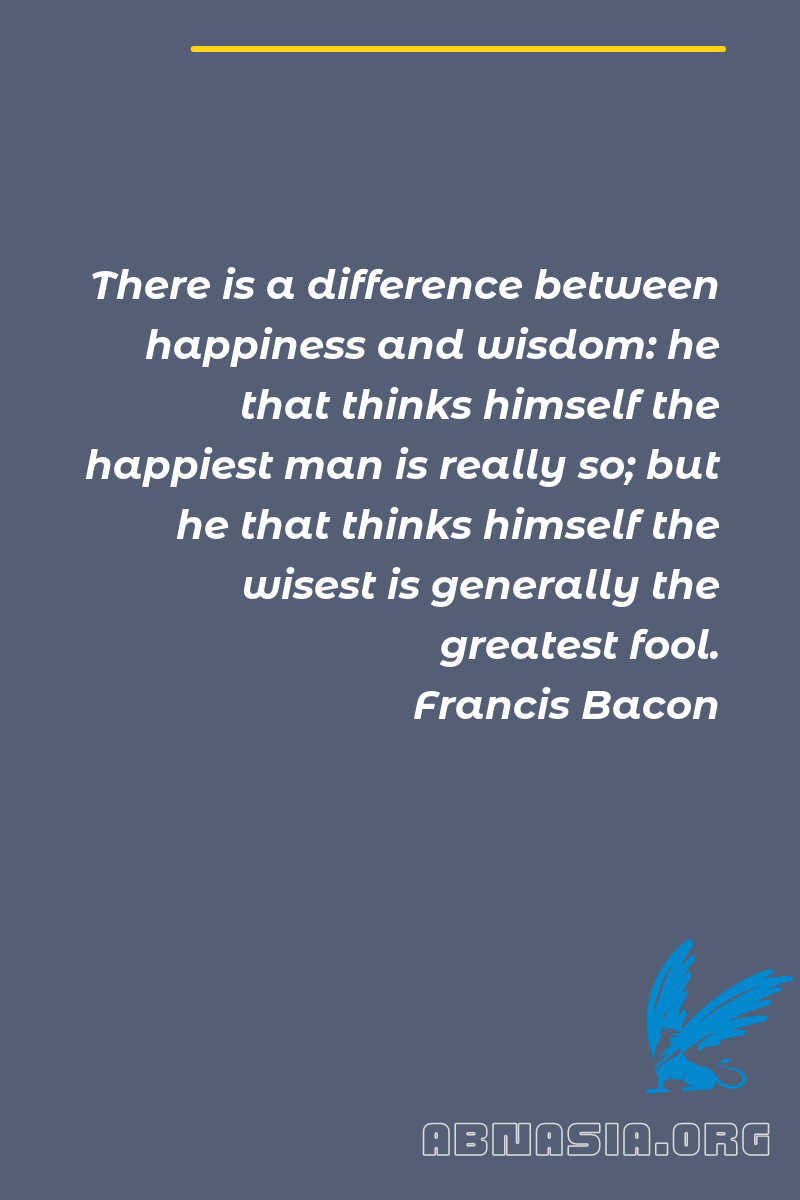 There is a difference between
happiness and wisdom: he
that thinks himself the
happiest man is really so; but
he that thinks himself the
wisest is generally the
greatest fool.
Francis Bacon
ABNASIA.ORG